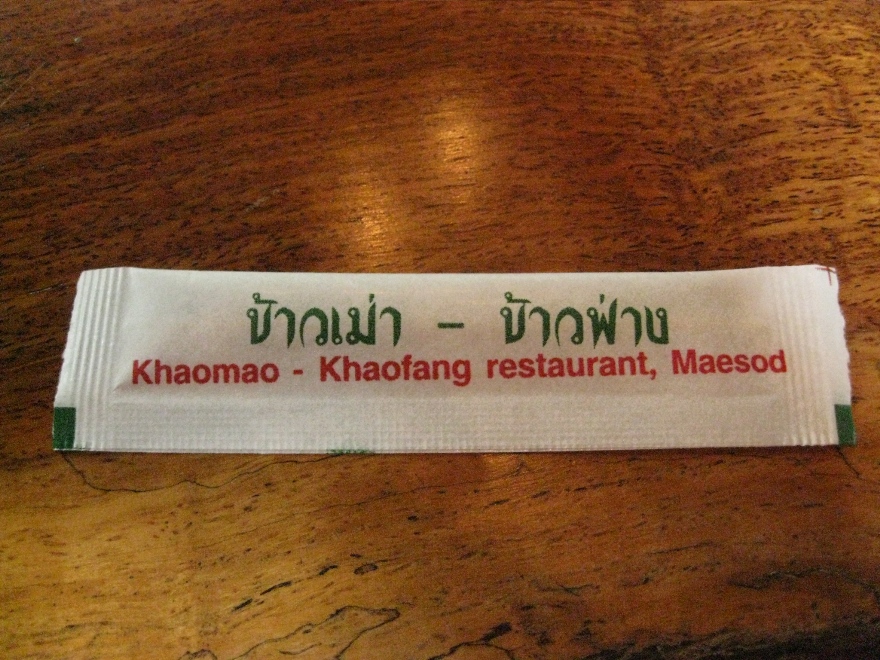 ข้าวเม่า - ข้าวฟ่าง
Khaomao - Khaofang restaurant, Maesod